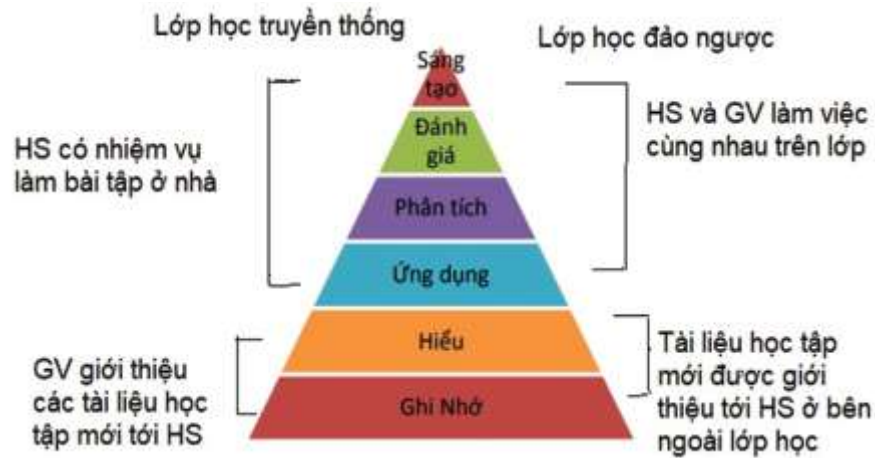 Lớp học truyền thống
Lớp học đảo ngược
HS có nhiệm vụ
làm bài tập ở nhà
GV giới thiệu
các tài liệu học
tập mới tới HS
Sáng
tạo
Đánh
giá
Phân tích
Ứng dụng
Hiểu
Ghi Nhớ
HS và GV làm việc
cùng nhau trên lớp
Tài liệu học tập
mới được giới
thiệu tới HS ở bên
ngoài lớp học